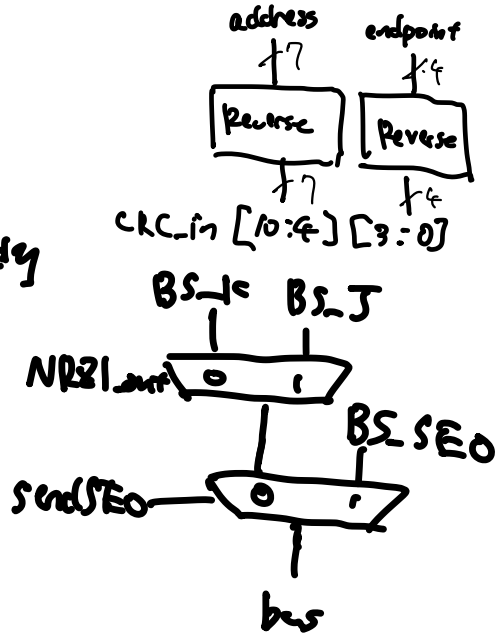 address endpoint
7 4
Reverse Reverse
7 4
CRC_in [10:4] [3:0]
BS_K BS_J
NRZI_out 0 1
BS_SE0
sendSE0 0 1
bus